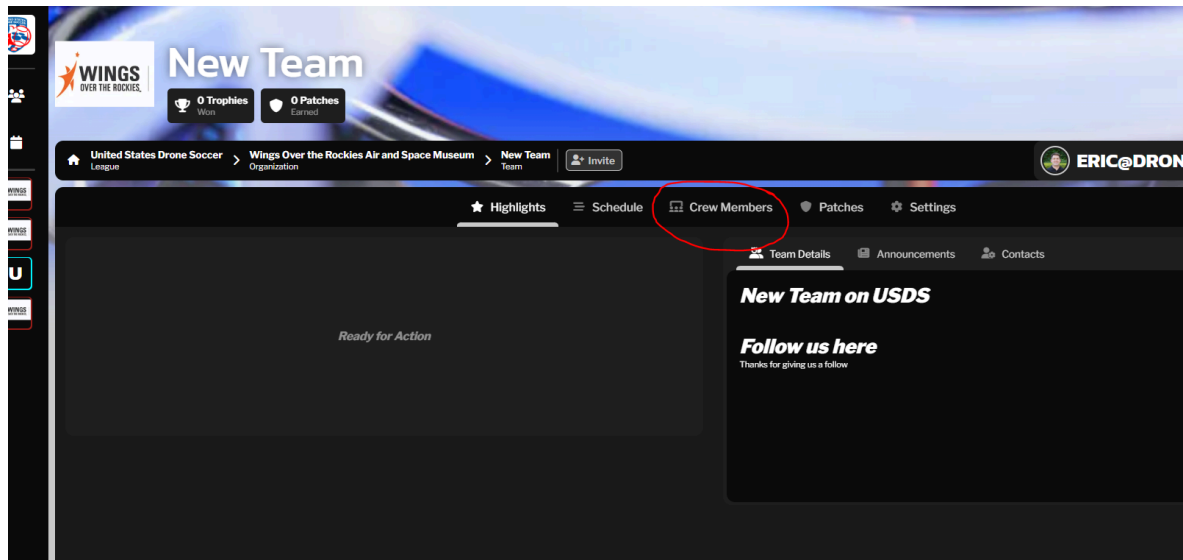 New Team
WINGS
OVER THE ROCKIES
0 Trophies
Won
0 Patches
Earned
United States Drone Soccer
League
Wings Over the Rockies Air and Space Museum
Organization
New Team
Team
Invite
ERIC@DRON
Highlights
Schedule
Crew Members
Patches
Settings
WINGS
WINGS
U
WINGS
Team Details
Announcements
Contacts
New Team on USDS
Ready for Action
Follow us here
Thanks for giving us a follow